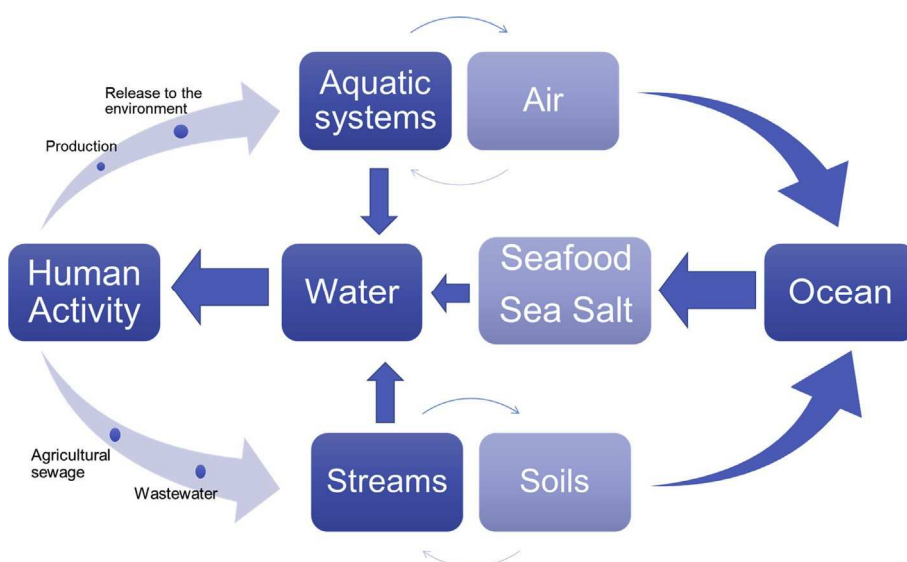 Release to the
environment
Production
Aquatic
systems
Air
Human
Activity
Water
Seafood
Sea Salt
Ocean
Agricultural
sewage
Wastewater
Streams
Soils